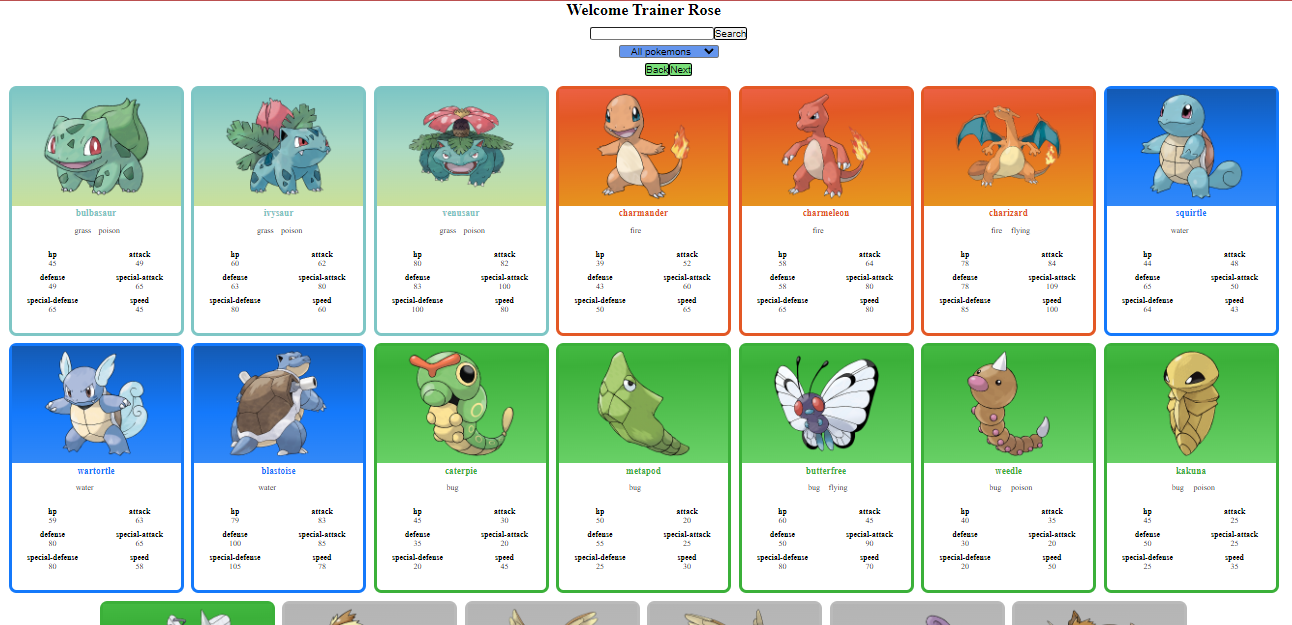 Welcome Trainer Rose
Search
All pokemons
Back Next
bulbasaur ivysaur venusaur charmander charmeleon charizard squirtle
grass poison grass poison grass poison fire fire fire flying water
hp attack hp attack hp attack hp attack hp attack hp attack hp attack
45 49 60 62 80 82 39 52 58 64 78 84 44 48
defense special-attack defense special-attack defense special-attack defense special-attack defense special-attack defense special-attack defense special-attack
49 65 63 80 83 100 43 60 58 80 78 109 65 50
special-defense speed special-defense speed special-defense speed special-defense speed special-defense speed special-defense speed special-defense speed
65 45 80 60 100 80 50 65 65 80 85 100 64 43
wartortle blastoise caterpie metapod butterfree weedle kakuna
water water bug bug bug flying bug poison bug poison
hp attack hp attack hp attack hp attack hp attack hp attack hp attack
59 63 79 83 45 30 50 20 60 45 40 35 45 25
defense special-attack defense special-attack defense special-attack defense special-attack defense special-attack defense special-attack defense special-attack
80 65 100 85 35 20 55 25 50 90 30 20 50 25
special-defense speed special-defense speed special-defense speed special-defense speed special-defense speed special-defense speed special-defense speed
80 58 105 78 20 45 25 30 80 70 20 50 25 35